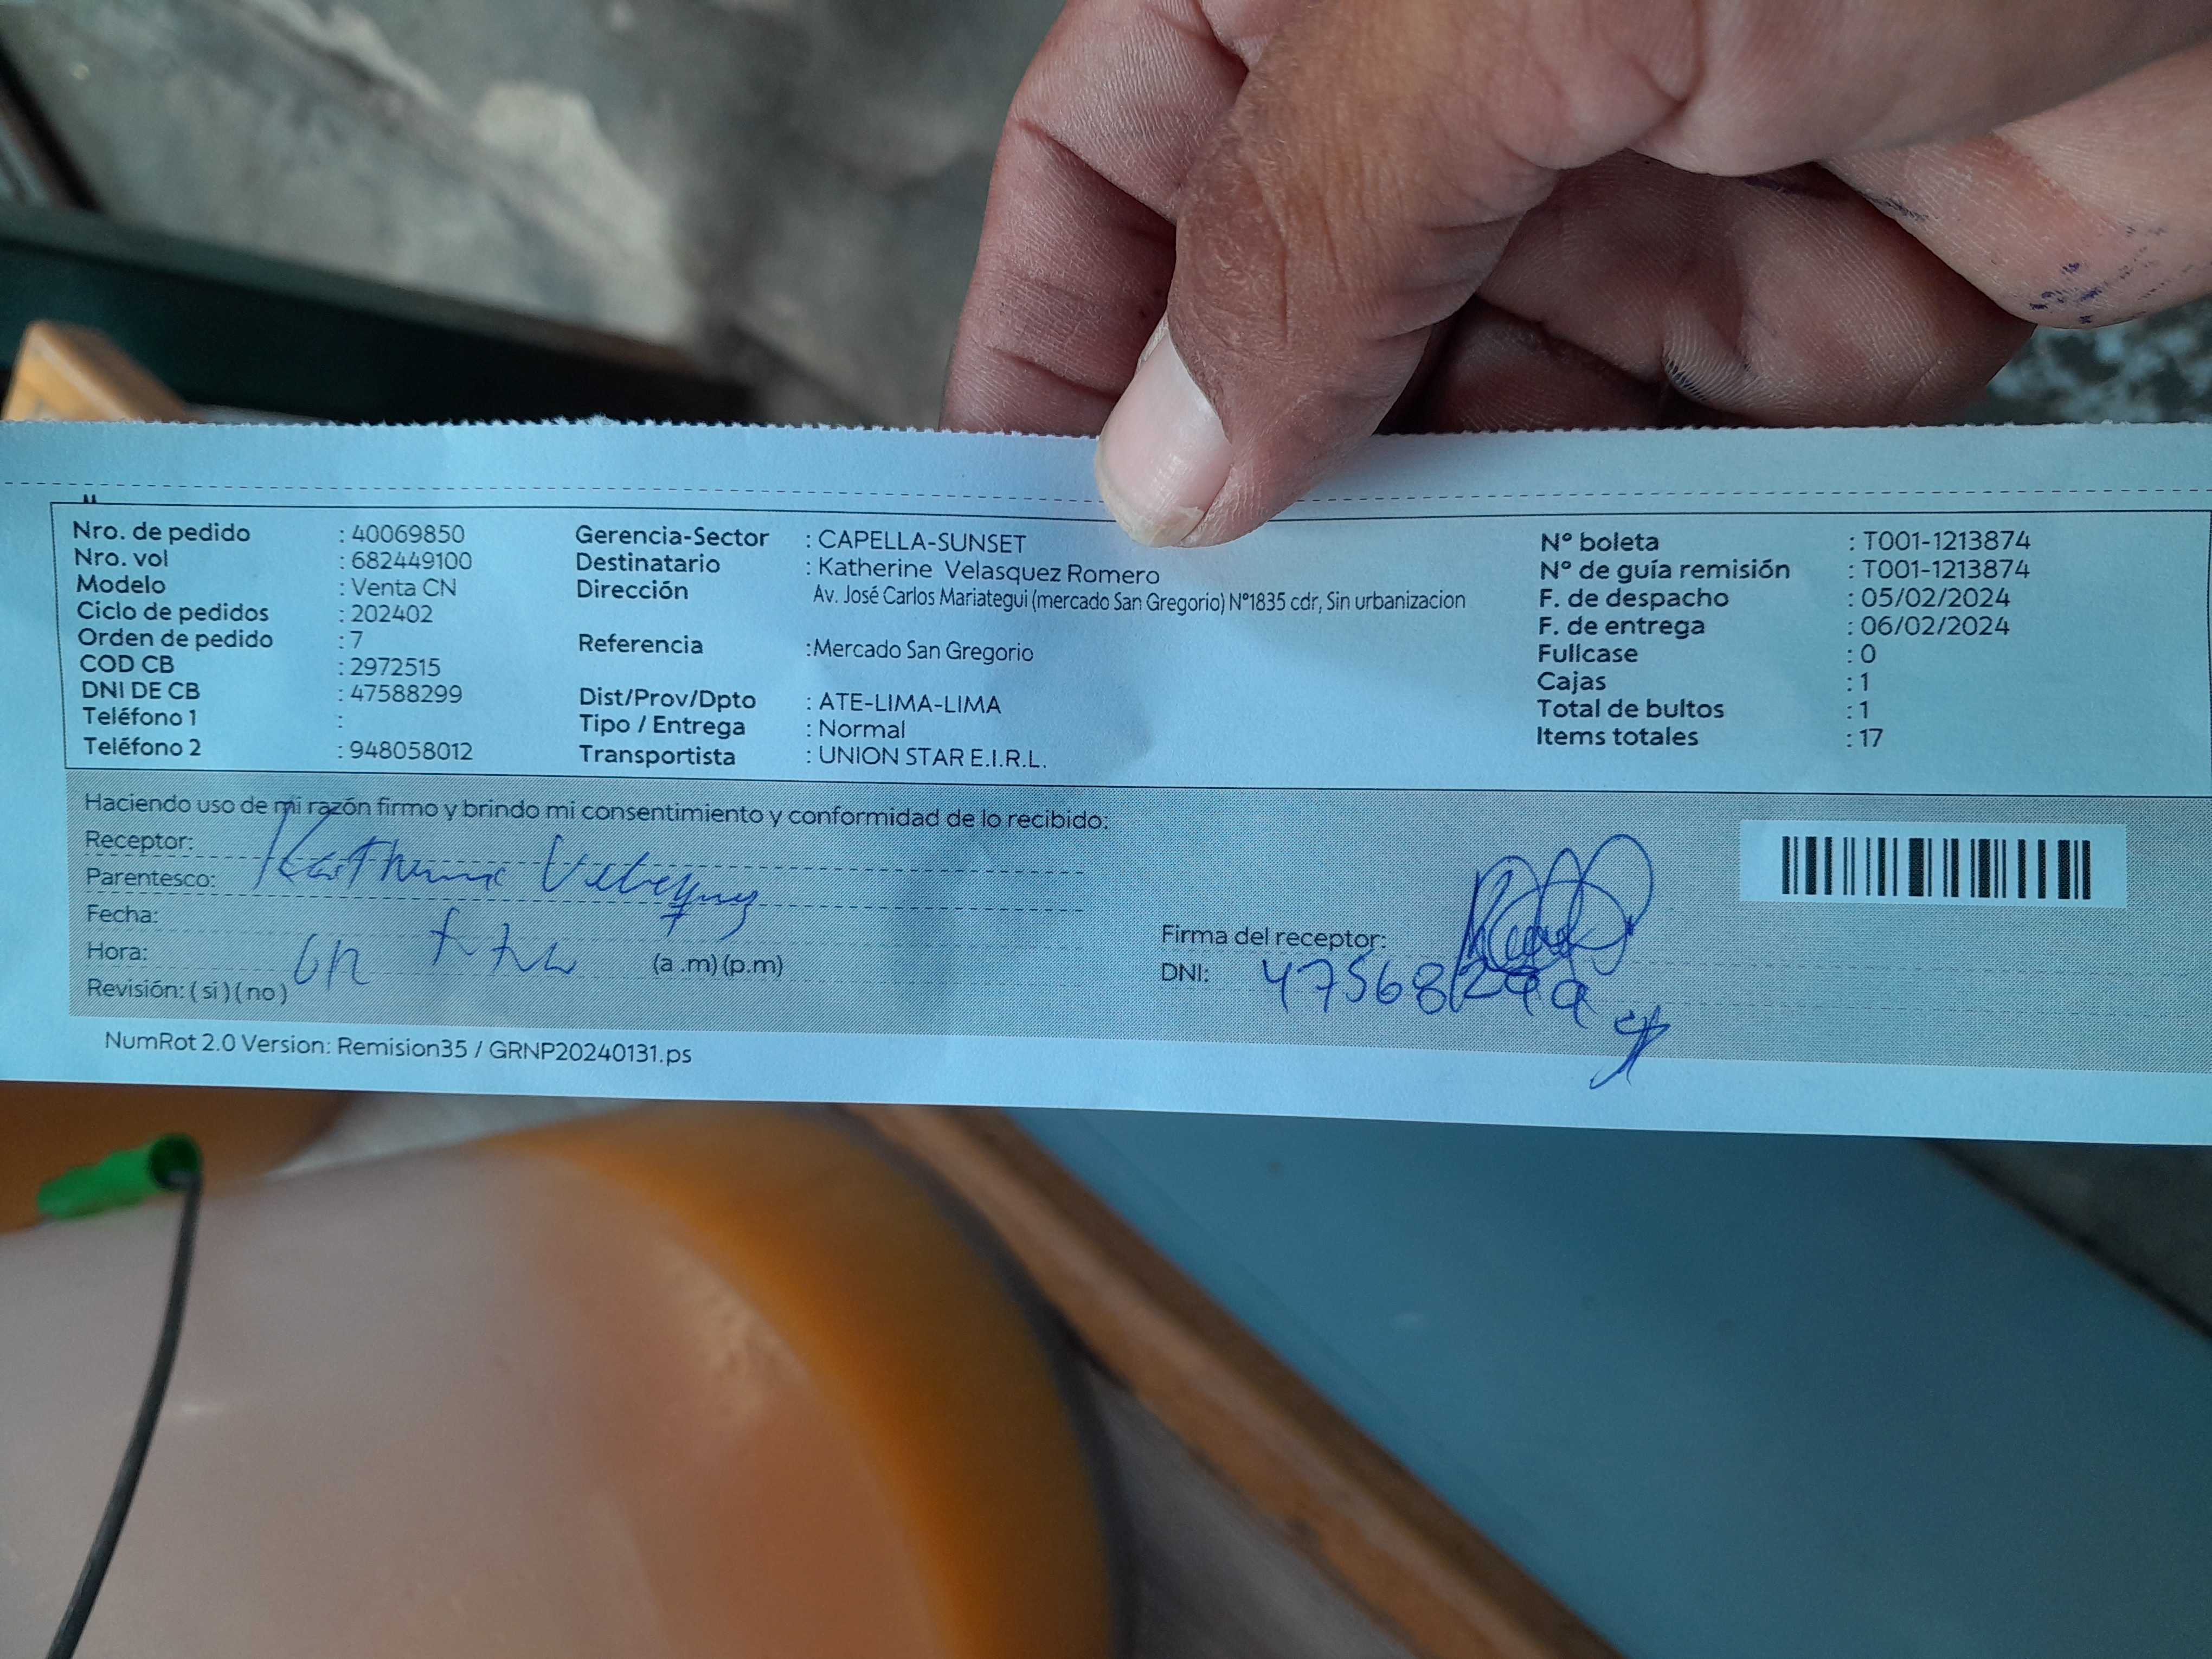 Nro. de pedido : 40069850
Nro. vol : 682449100
Modelo : Venta CN
Ciclo de pedidos : 202402
Orden de pedido : 7
COD CB : 2972515
DNI DE CB : 47588299
Teléfono 1 :
Teléfono 2 : 948058012
Gerencia-Sector : CAPELLA-SUNSET
Destinatario : Katherine Velasquez Romero
Dirección Av. José Carlos Mariategui (mercado San Gregorio) N°1835 cdr, Sin urbanizacion
Referencia :Mercado San Gregorio
Dist/Prov/Dpto : ATE-LIMA-LIMA
Tipo / Entrega : Normal
Transportista : UNION STAR E.I.R.L.
N° boleta : T001-1213874
N° de guía remisión : T001-1213874
F. de despacho : 05/02/2024
F. de entrega : 06/02/2024
Fullcase : 0
Cajas : 1
Total de bultos : 1
Items totales : 17
Haciendo uso de mi razón firmo y brindo mi consentimiento y conformidad de lo recibido:
Receptor:
Parentesco:
Fecha:
Hora: (a .m) (p.m)
Revisión: ( si ) ( no )
Firma del receptor:
DNI:
NumRot 2.0 Version: Remision35 / GRNP20240131.ps